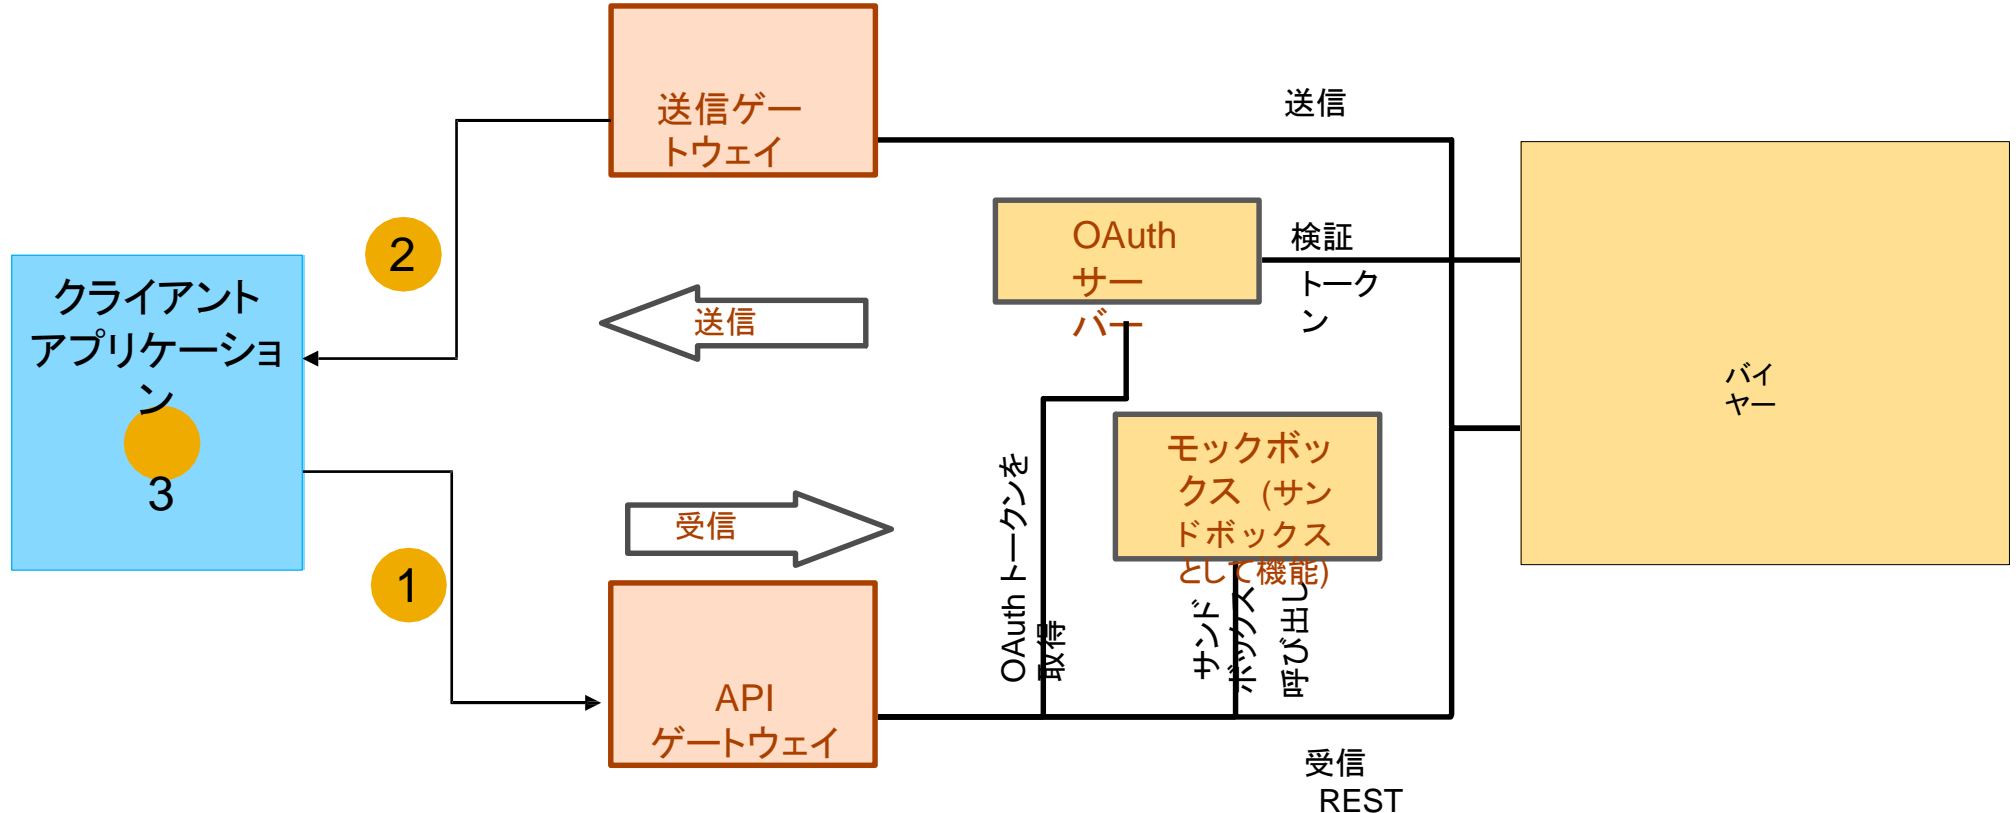 送信ゲー
トウェイ
送信
2
クライアント
アプリケーショ
ン
3
OAuth
サー
バー
検証
トーク
ン
送信
バイ
ヤー
モックボッ
クス (サン
ドボックス
として機能)
受信
1
OAuth トークンを
取得
サンド
ボックス
呼び出し
API
ゲートウェイ
受信
REST